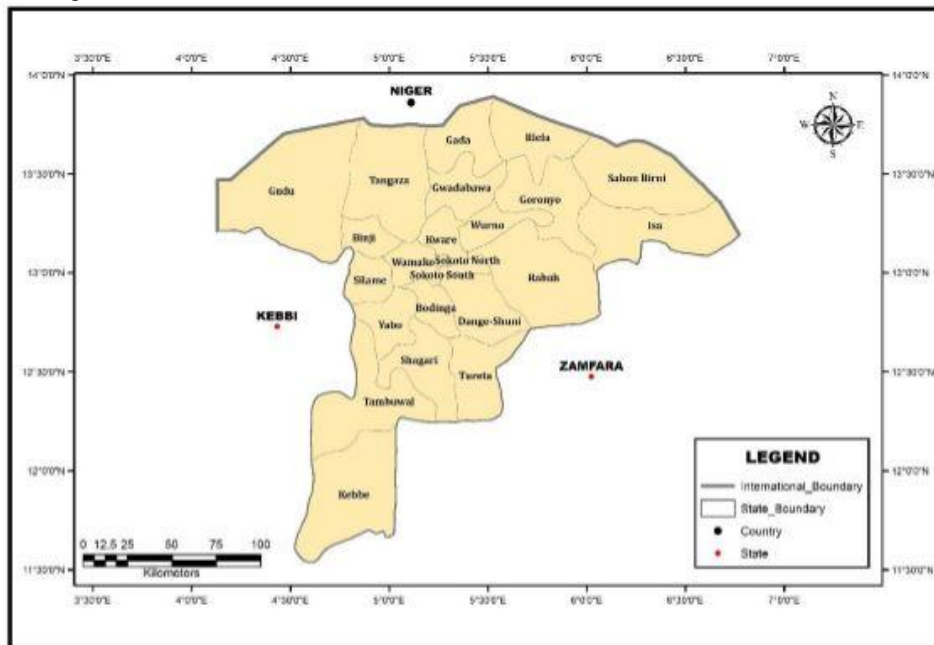 3°30'0"E 4°0'0"E 4°30'0"E 5°0'0"E 5°30'0"E 6°0'0"E 6°30'0"E 7°0'0"E
14°0'0"N 14°0'0"N
NIGER
N
W E
S
Gada
Illela
Sabon Birni
13°30'0"N 13°30'0"N
Gudu
Tangaza
Gwadabawa
Goronyo
Isa
Wurno
Binji
Kware
Wamako
Sokoto North
13°0'0"N 13°0'0"N
Silame
Sokoto South
Rabah
Bodinga
KEBBI
Yabo
Dange-Shuni
Shagari
ZAMFARA
Tureta
12°30'0"N 12°30'0"N
Tambuwal
LEGEND
International_Boundary
State_Boundary
Country
State
12°0'0"N 12°0'0"N
Kebbe
0 12.5 25 50 75 100
Kilometers
11°30'0"N 11°30'0"N
3°30'0"E 4°0'0"E 4°30'0"E 5°0'0"E 5°30'0"E 6°0'0"E 6°30'0"E 7°0'0"E